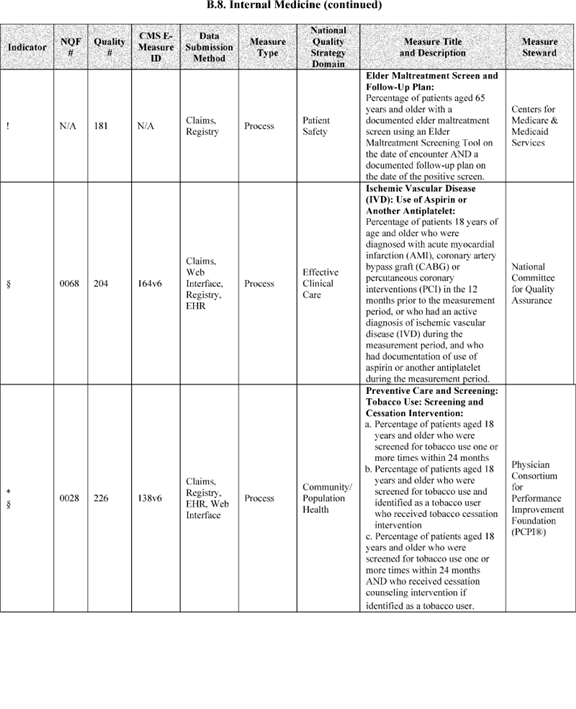 B.8. Internal Medicine (continued)
Indicator
NQF
#
Quality
#
CMS E-
Measure
ID
Data
Submission
Method
Measure
Type
National
Quality
Strategy
Domain
Measure Title
and Description
Measure
Steward
!
N/A
181
N/A
Claims,
Registry
Process
Patient
Safety
Elder Maltreatment Screen and
Follow-Up Plan:
Percentage of patients aged 65
years and older with a
documented elder maltreatment
screen using an Elder
Maltreatment Screening Tool on
the date of encounter AND a
documented follow-up plan on
the date of the positive screen.
Centers for
Medicare &
Medicaid
Services
§
0068
204
164v6
Claims,
Web
Interface,
Registry,
EHR
Process
Effective
Clinical
Care
Ischemic Vascular Disease
(IVD): Use of Aspirin or
Another Antiplatelet:
Percentage of patients 18 years of
age and older who were
diagnosed with acute myocardial
infarction (AMI), coronary artery
bypass graft (CABG) or
percutaneous coronary
interventions (PCI) in the 12
months prior to the measurement
period, or who had an active
diagnosis of ischemic vascular
disease (IVD) during the
measurement period, and who
had documentation of use of
aspirin or another antiplatelet
during the measurement period.
National
Committee
for Quality
Assurance
*
§
0028
226
138v6
Claims,
Registry,
EHR, Web
Interface
Process
Community/
Population
Health
Preventive Care and Screening:
Tobacco Use: Screening and
Cessation Intervention:
a. Percentage of patients aged 18
years and older who were
screened for tobacco use one or
more times within 24 months
b. Percentage of patients aged 18
years and older who were
screened for tobacco use and
identified as a tobacco user
who received tobacco cessation
intervention
c. Percentage of patients aged 18
years and older who were
screened for tobacco use one or
more times within 24 months
AND who received cessation
counseling intervention if
identified as a tobacco user.
Physician
Consortium
for
Performance
Improvement
Foundation
(PCPI®)